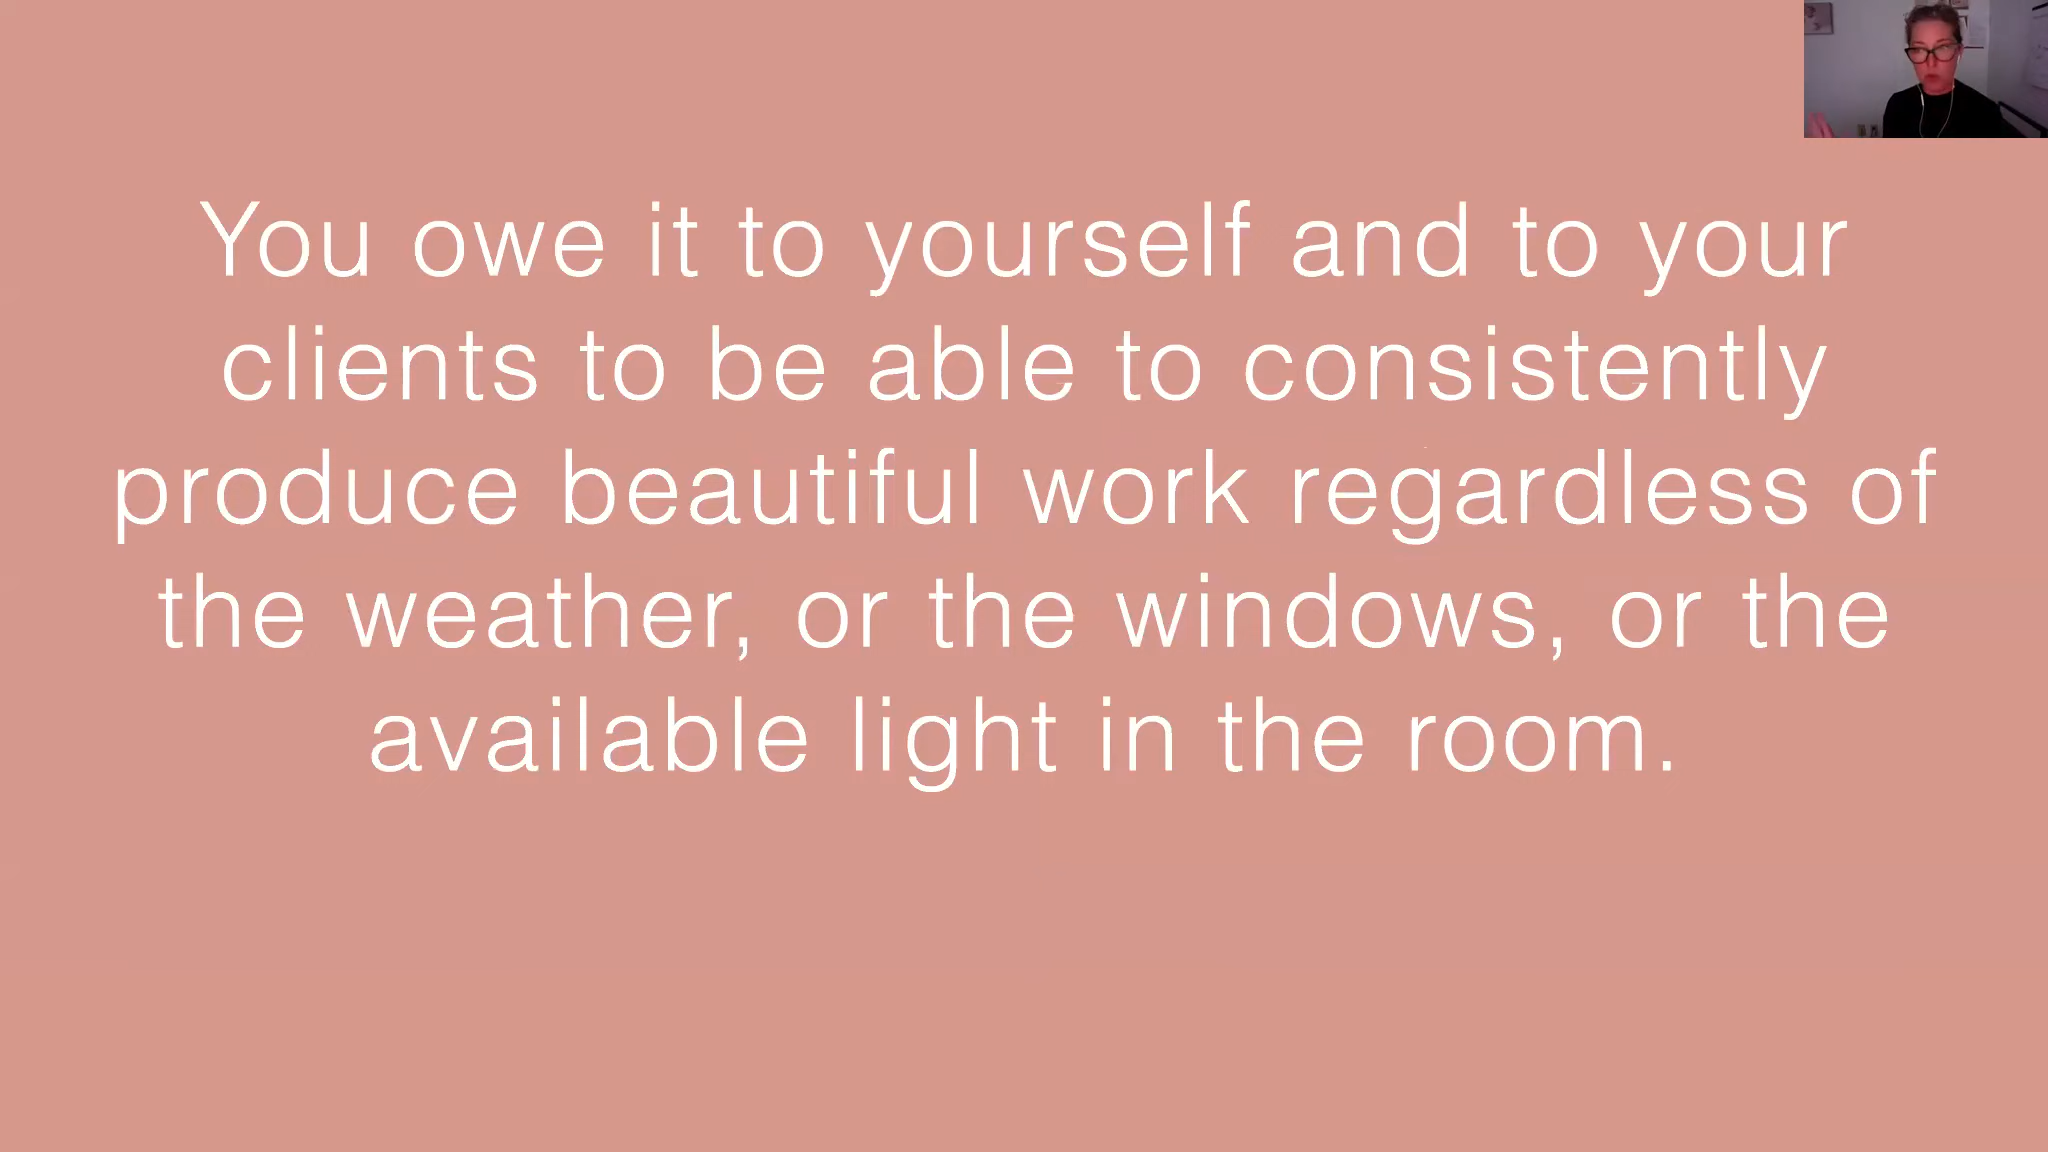 You owe it to yourself and to your
clients to be able to consistently
produce beautiful work regardless of
the weather, or the windows, or the
available light in the room.